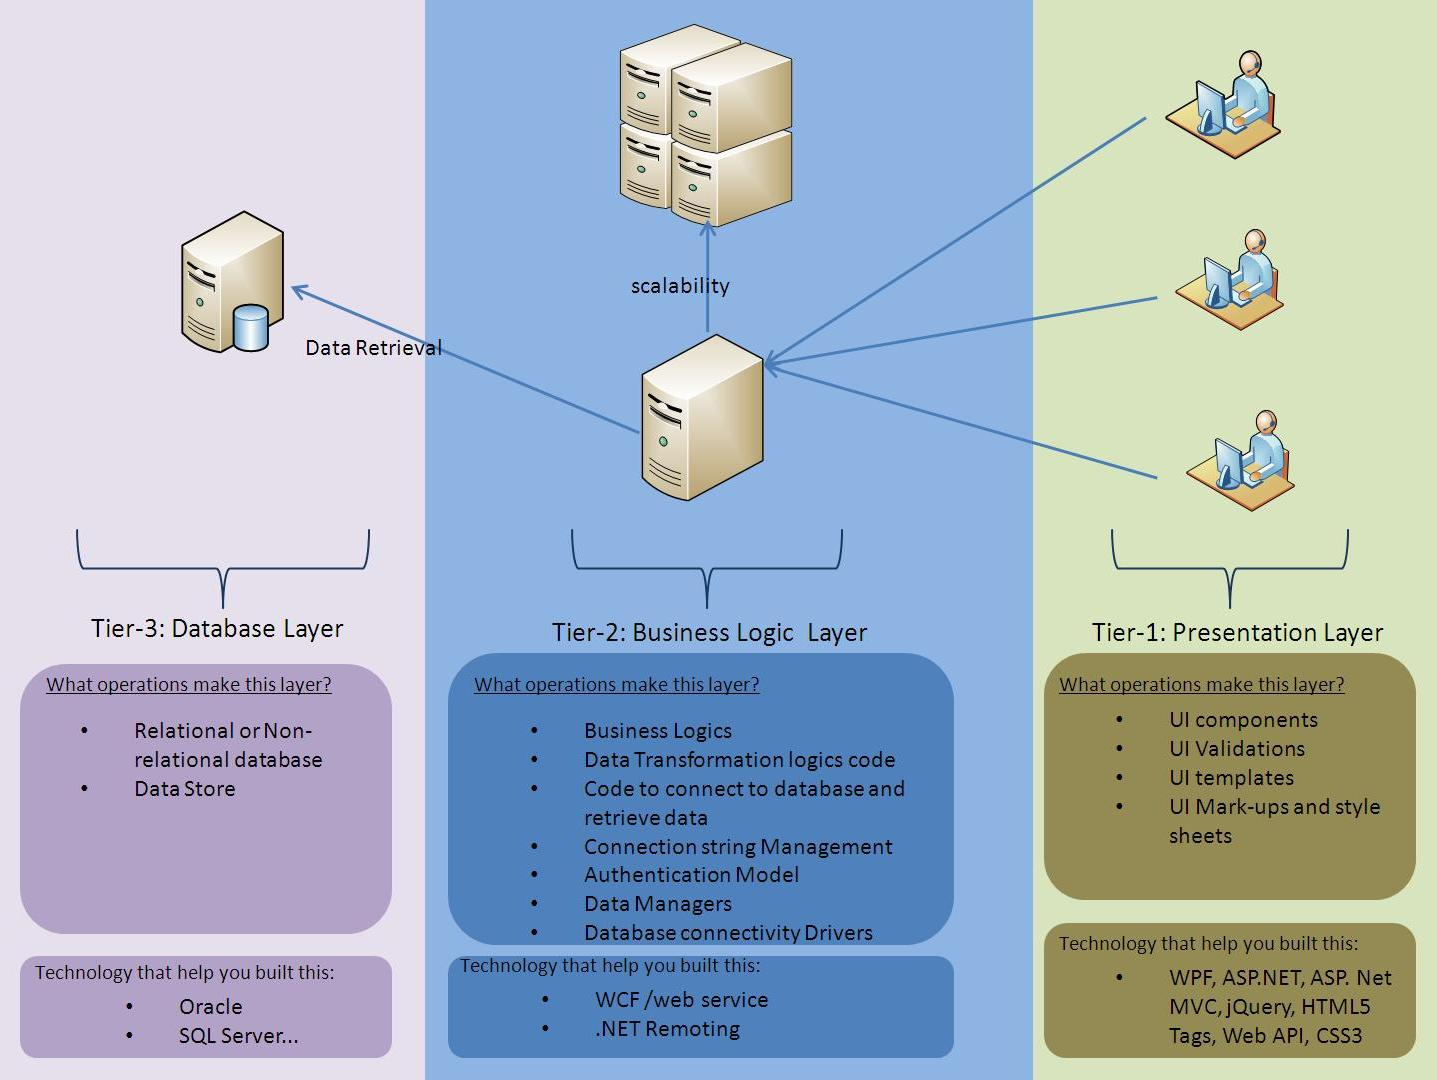 scalability
Data Retrieval
Tier-3: Database Layer
What operations make this layer?
• Relational or Non-
relational database
• Data Store
Technology that help you built this:
• Oracle
• SQL Server...
Tier-2: Business Logic Layer
What operations make this layer?
• Business Logics
• Data Transformation logics code
• Code to connect to database and
retrieve data
• Connection string Management
• Authentication Model
• Data Managers
• Database connectivity Drivers
Technology that help you built this:
• WCF /web service
• .NET Remoting
Tier-1: Presentation Layer
What operations make this layer?
• UI components
• UI Validations
• UI templates
• UI Mark-ups and style
sheets
Technology that help you built this:
• WPF, ASP.NET, ASP. Net
MVC, jQuery, HTML5
Tags, Web API, CSS3